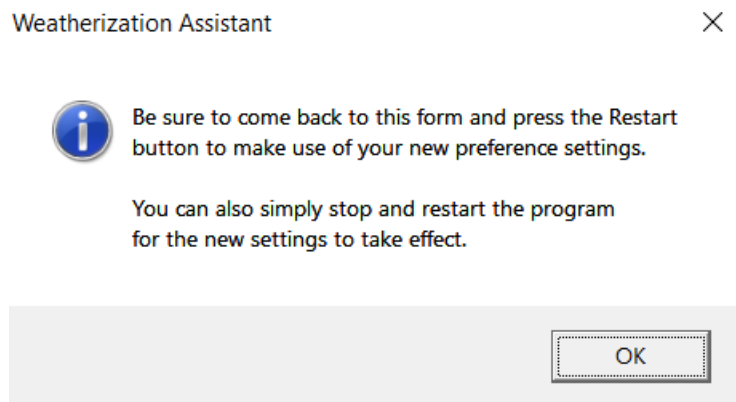 Weatherization Assistant
Be sure to come back to this form and press the Restart
button to make use of your new preference settings.
You can also simply stop and restart the program
for the new settings to take effect.
OK